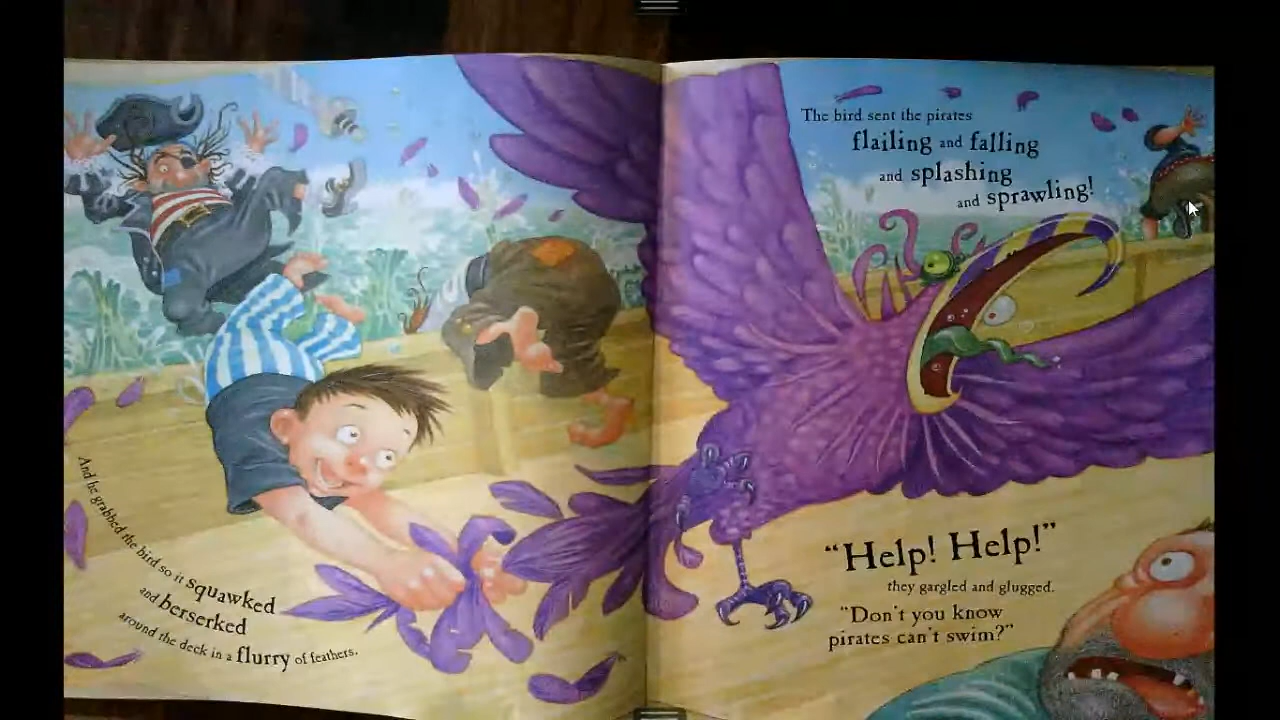 And he grabbed the bird so it squawked
and berserked
around the deck in a flurry of feathers.
The bird sent the pirates
flailing and falling
and splashing
and sprawling!
“Help! Help!”
they gargled and glugged.
“Don't you know
pirates can't swim?”